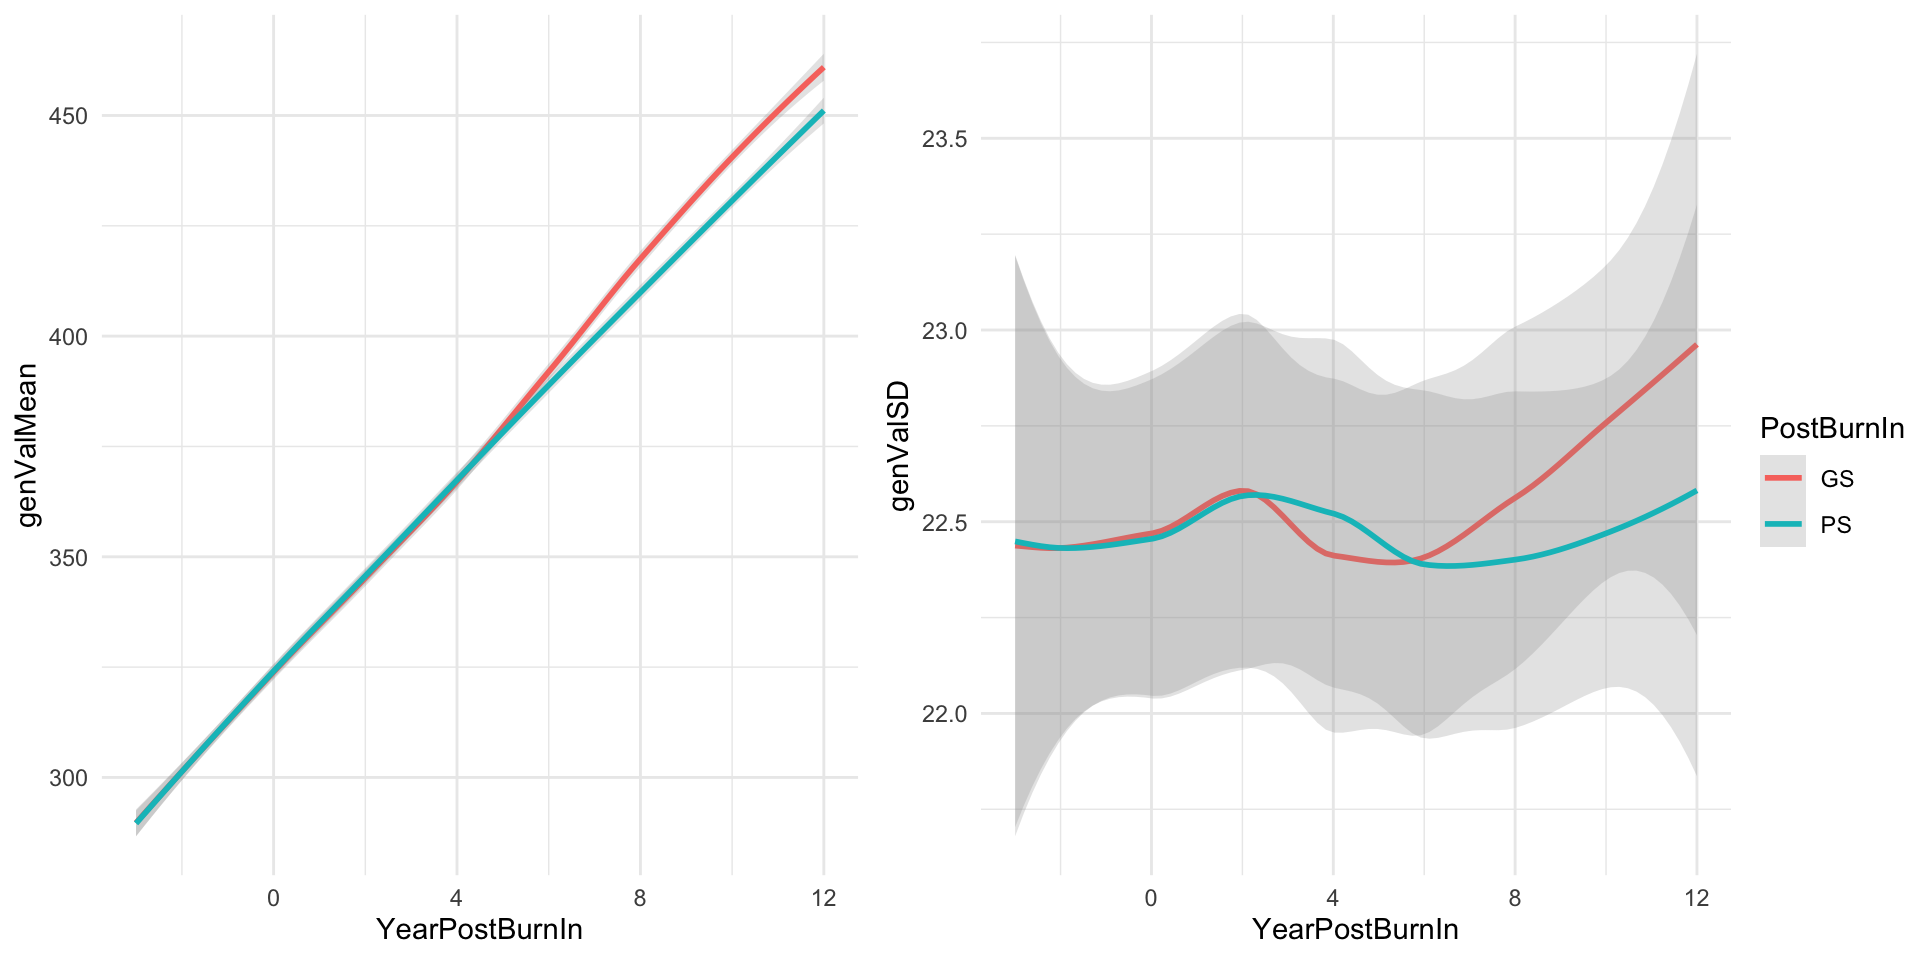 genValMean
450
400
350
300
0 4 8 12
YearPostBurnIn
genValSD
23.5
23.0
22.5
22.0
0 4 8 12
YearPostBurnIn
PostBurnIn
GS
PS